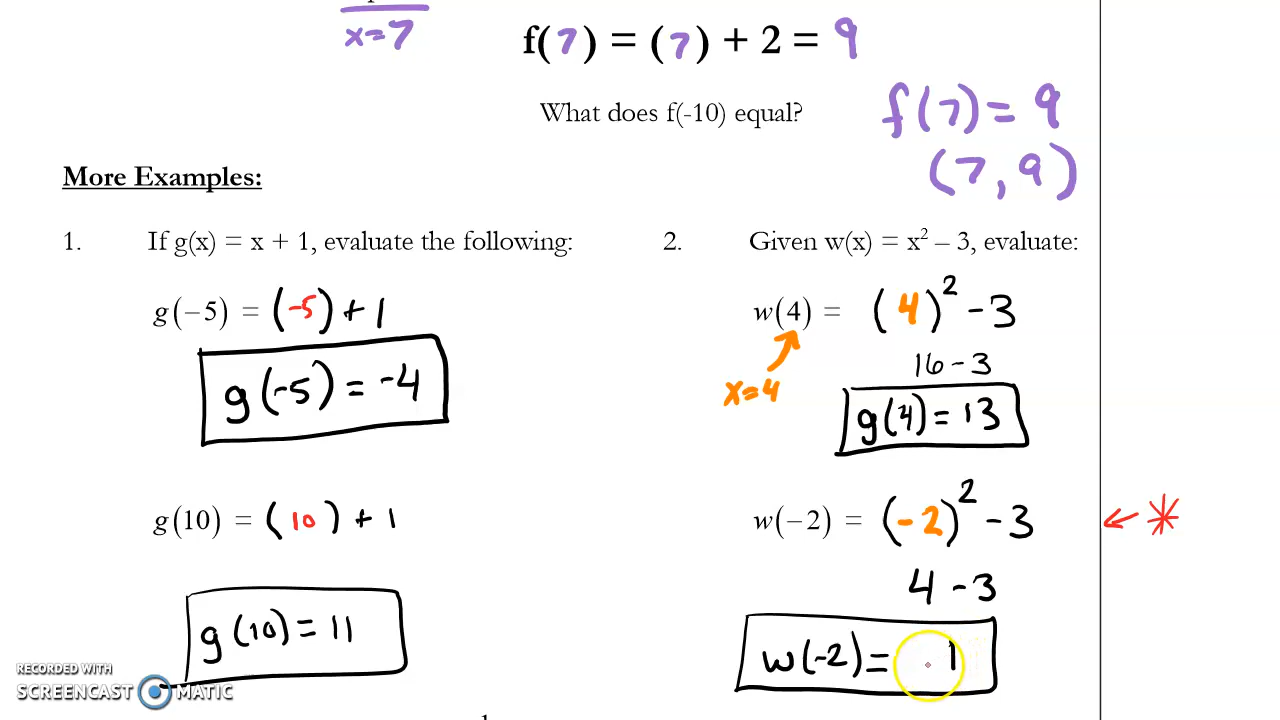 x=7
f(7) = (7) + 2 = 9
What does f(-10) equal?
f(7) = 9
(7, 9)
More Examples:
1. If g(x) = x + 1, evaluate the following:
g(−5) = (-5) + 1
g(-5) = -4
g(10) = (10) + 1
g(10) = 11
2. Given w(x) = x² – 3, evaluate:
w(4) = (4)² - 3
x=4
16 - 3
g(4) = 13
w(−2) = (-2)² - 3 ← *
4 - 3
w(-2) = 1
RECORDED WITH
SCREENCAST MATIC